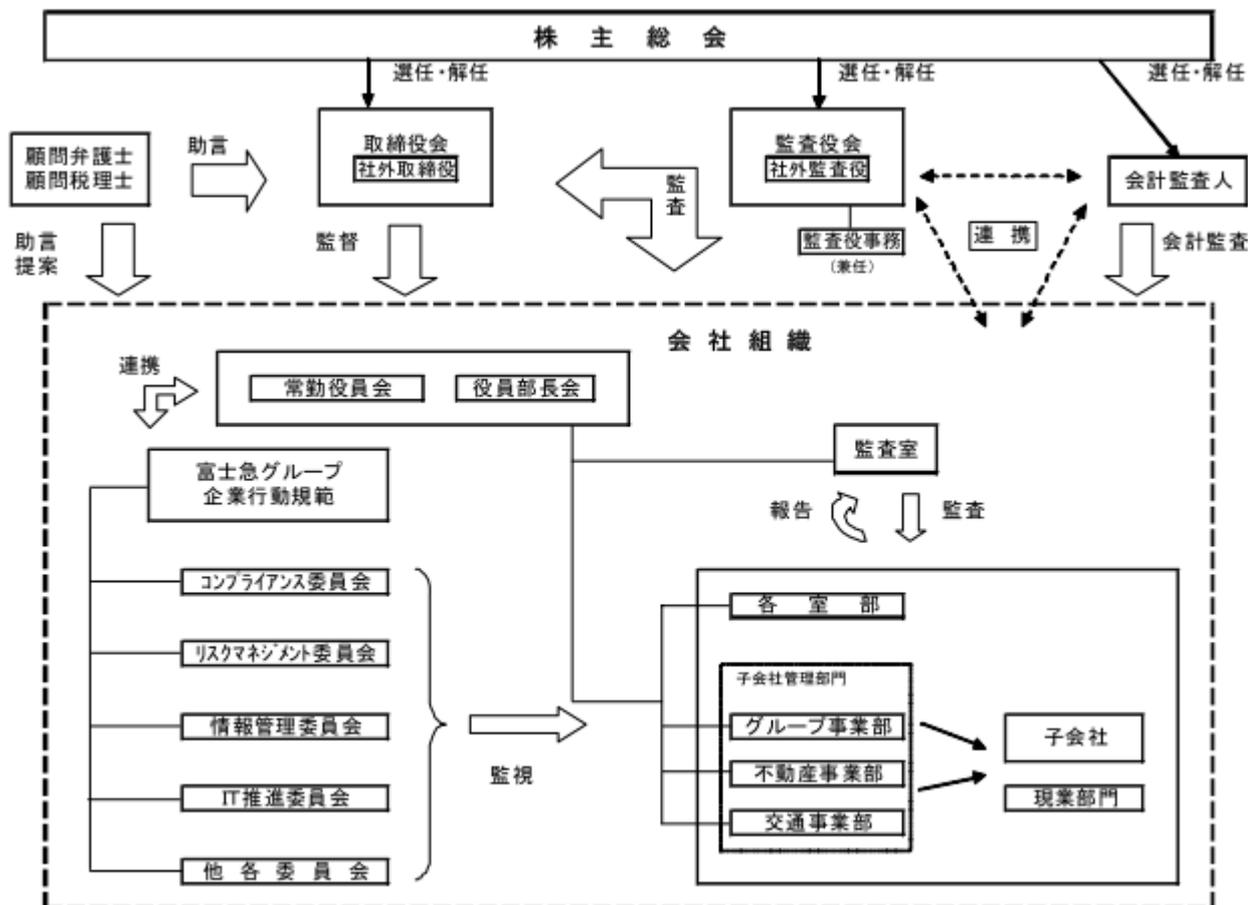 株主総会
選任・解任
選任・解任
選任・解任
顧問弁護士
顧問税理士
助言
取締役会
社外取締役
監査
監査役会
社外監査役
会計監査人
監査役事務
(兼任)
連携
助言
提案
監督
会計監査
会社組織
連携
常勤役員会
役員部長会
監査室
富士急グループ
企業行動規範
報告
監査
コンプライアンス委員会
各室部
リスクマネジメント委員会
子会社管理部門
情報管理委員会
グループ事業部
子会社
監視
不動産事業部
IT推進委員会
現業部門
交通事業部
他各委員会